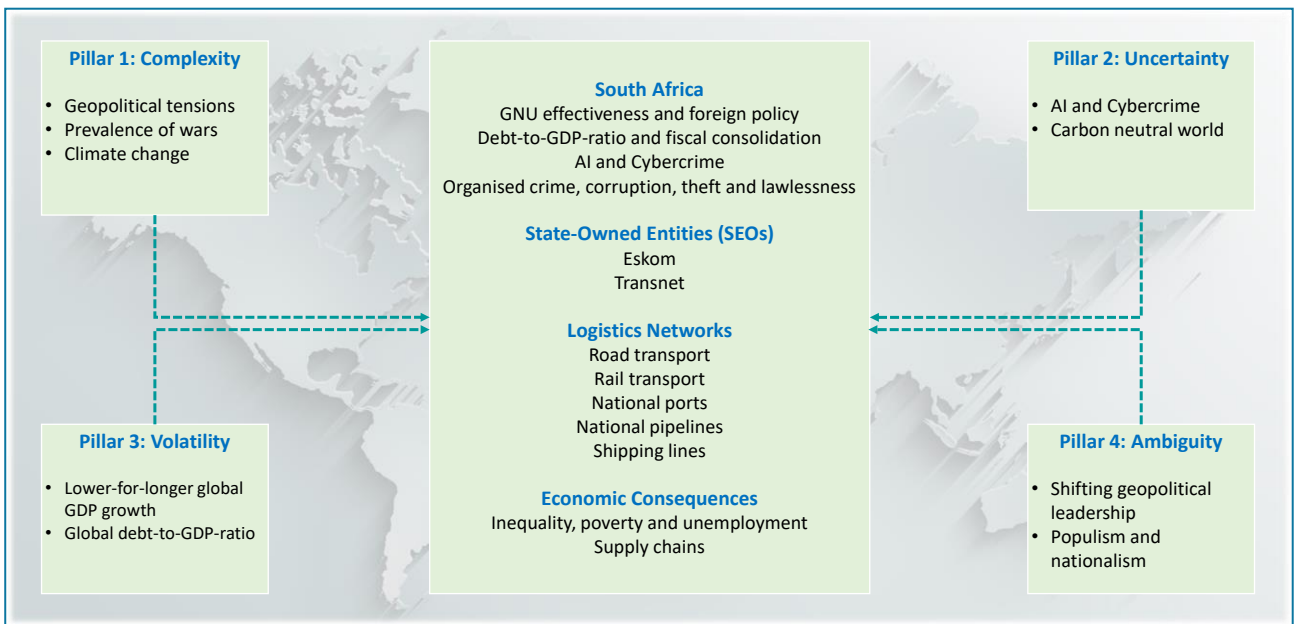 Pillar 1: Complexity
• Geopolitical tensions
• Prevalence of wars
• Climate change
South Africa
GNU effectiveness and foreign policy
Debt-to-GDP-ratio and fiscal consolidation
AI and Cybercrime
Organised crime, corruption, theft and lawlessness
State-Owned Entities (SEOs)
Eskom
Transnet
Logistics Networks
Road transport
Rail transport
National ports
National pipelines
Shipping lines
Economic Consequences
Inequality, poverty and unemployment
Supply chains
Pillar 2: Uncertainty
• AI and Cybercrime
• Carbon neutral world
Pillar 3: Volatility
• Lower-for-longer global
GDP growth
• Global debt-to-GDP-ratio
Pillar 4: Ambiguity
• Shifting geopolitical
leadership
• Populism and
nationalism